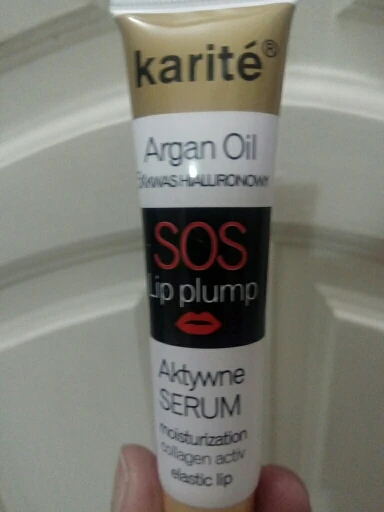 karité®
Argan Oil
KWAS HIALURONOWY
SOS
Lip plump
Aktywne
SERUM
moisturization
collagen activ
elastic lip